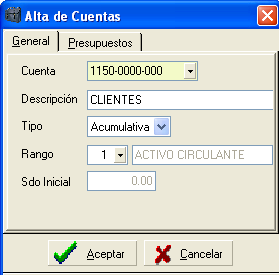 Alta de Cuentas
General Presupuestos
Cuenta 1150-0000-000
Descripción CLIENTES
Tipo Acumulativa
Rango 1 ACTIVO CIRCULANTE
Sdo Inicial 0.00
Aceptar Cancelar